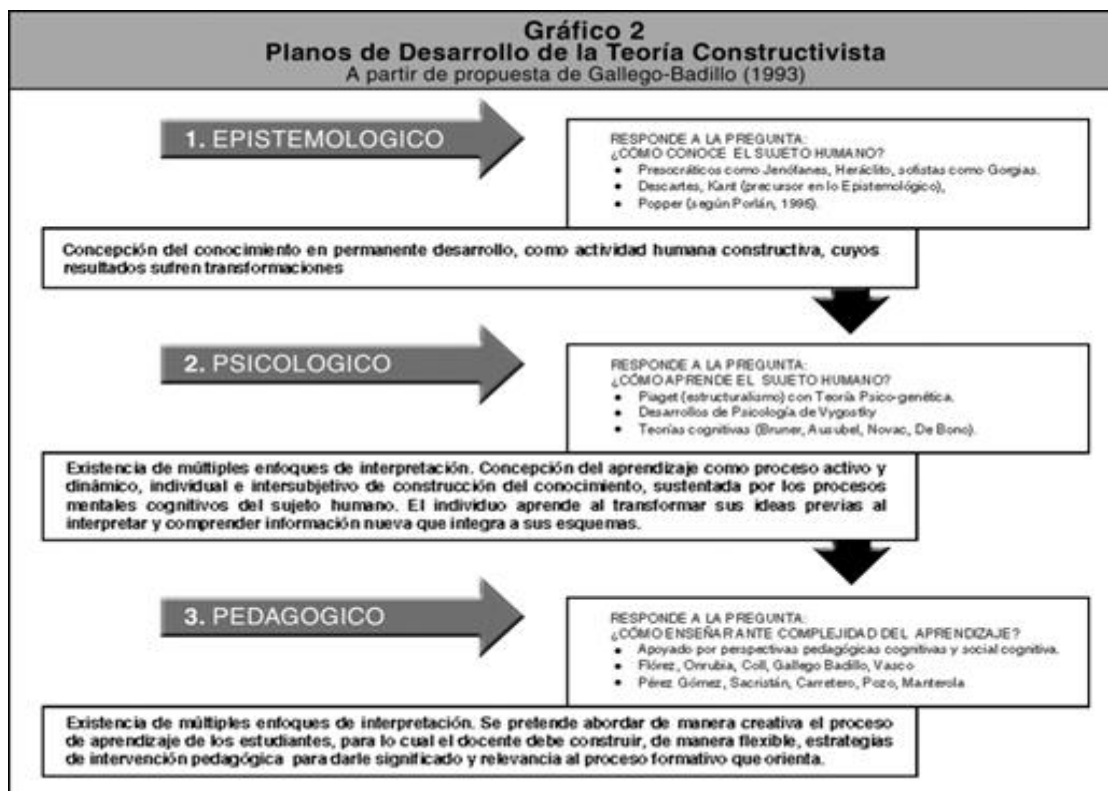 Gráfico 2
Planos de Desarrollo de la Teoría Constructivista
A partir de propuesta de Gallego-Badillo (1993)
1. EPISTEMOLOGICO
RESPONDE A LA PREGUNTA:
¿CÓMO CONOCE EL SUJETO HUMANO?
• Presocráticos como Jenófanes, Heráclito, sofistas como Gorgias.
• Descartes, Kant (precursor en lo Epistemológico),
• Popper (según Porlán, 1996).
Concepción del conocimiento en permanente desarrollo, como actividad humana constructiva, cuyos
resultados sufren transformaciones
2. PSICOLOGICO
RESPONDE A LA PREGUNTA:
¿CÓMO APRENDE EL SUJETO HUMANO?
• Piaget (estructuralismo) con Teoría Psico-genética.
• Desarrollos de Psicología de Vygostky
• Teorías cognitivas (Bruner, Ausubel, Novac, De Bono).
Existencia de múltiples enfoques de interpretación. Concepción del aprendizaje como proceso activo y
dinámico, individual e intersubjetivo de construcción del conocimiento, sustentada por los procesos
mentales cognitivos del sujeto humano. El individuo aprende al transformar sus ideas previas al
interpretar y comprender información nueva que integra a sus esquemas.
3. PEDAGOGICO
RESPONDE A LA PREGUNTA:
¿CÓMO ENSEÑAR ANTE COMPLEJIDAD DEL APRENDIZAJE?
• Apoyado por perspectivas pedagógicas cognitivas y social cognitiva.
• Flórez, Onrubia, Coll, Gallego Badillo, Vasco
• Pérez Gómez, Sacristán, Carretero, Pozo, Manterola
Existencia de múltiples enfoques de interpretación. Se pretende abordar de manera creativa el proceso
de aprendizaje de los estudiantes, para lo cual el docente debe construir, de manera flexible, estrategias
de intervención pedagógica para darle significado y relevancia al proceso formativo que orienta.